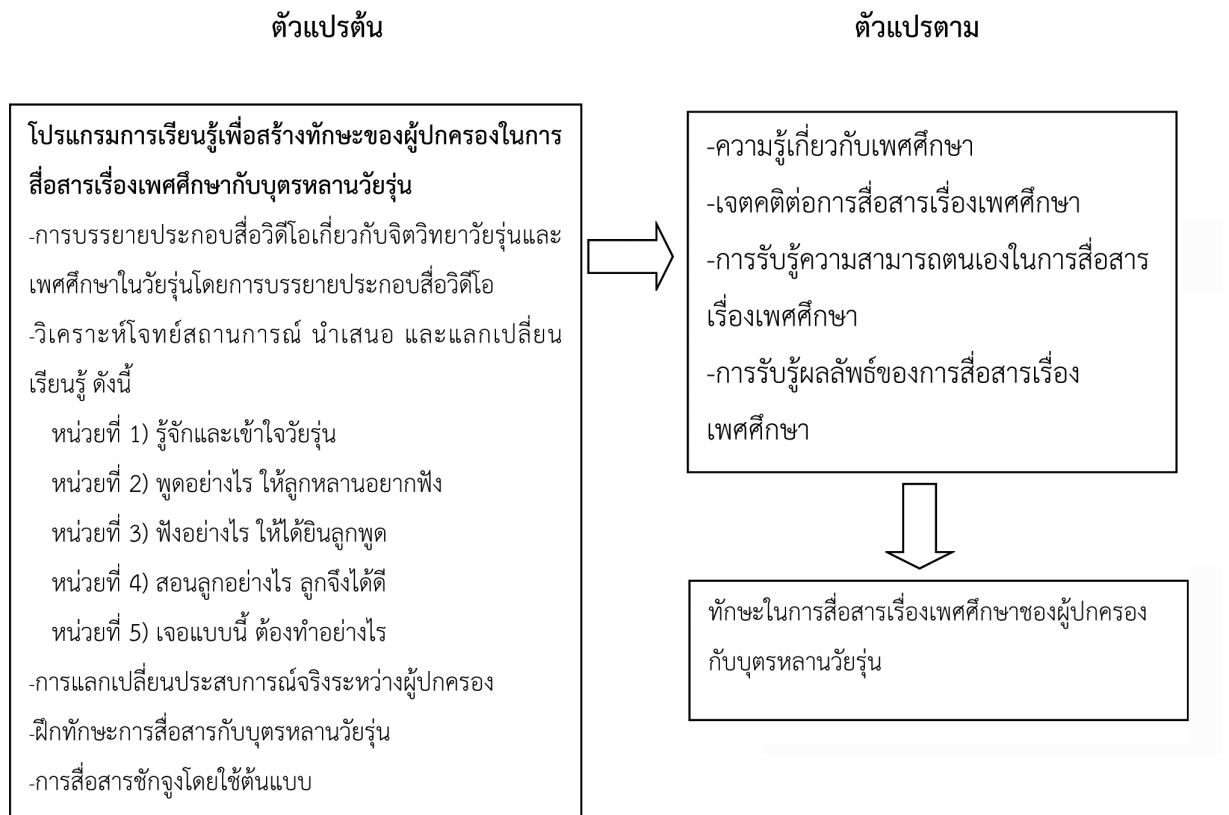 ตัวแปรต้น
ตัวแปรตาม
โปรแกรมการเรียนรู้เพื่อสร้างทักษะของผู้ปกครองในการ
สื่อสารเรื่องเพศศึกษากับบุตรหลานวัยรุ่น
-การบรรยายประกอบสื่อวิดีโอเกี่ยวกับจิตวิทยาวัยรุ่นและ
เพศศึกษาในวัยรุ่นโดยการบรรยายประกอบสื่อวิดีโอ
-วิเคราะห์โจทย์สถานการณ์ นำเสนอ และแลกเปลี่ยน
เรียนรู้ ดังนี้
หน่วยที่ 1) รู้จักและเข้าใจวัยรุ่น
หน่วยที่ 2) พูดอย่างไร ให้ลูกหลานอยากฟัง
หน่วยที่ 3) ฟังอย่างไร ให้ได้ยินลูกพูด
หน่วยที่ 4) สอนลูกอย่างไร ลูกจึงได้ดี
หน่วยที่ 5) เจอแบบนี้ ต้องทำอย่างไร
-การแลกเปลี่ยนประสบการณ์จริงระหว่างผู้ปกครอง
-ฝึกทักษะการสื่อสารกับบุตรหลานวัยรุ่น
-การสื่อสารชักจูงโดยใช้ต้นแบบ
-ความรู้เกี่ยวกับเพศศึกษา
-เจตคติต่อการสื่อสารเรื่องเพศศึกษา
-การรับรู้ความสามารถตนเองในการสื่อสาร
เรื่องเพศศึกษา
-การรับรู้ผลลัพธ์ของการสื่อสารเรื่อง
เพศศึกษา
ทักษะในการสื่อสารเรื่องเพศศึกษาชองผู้ปกครอง
กับบุตรหลานวัยรุ่น